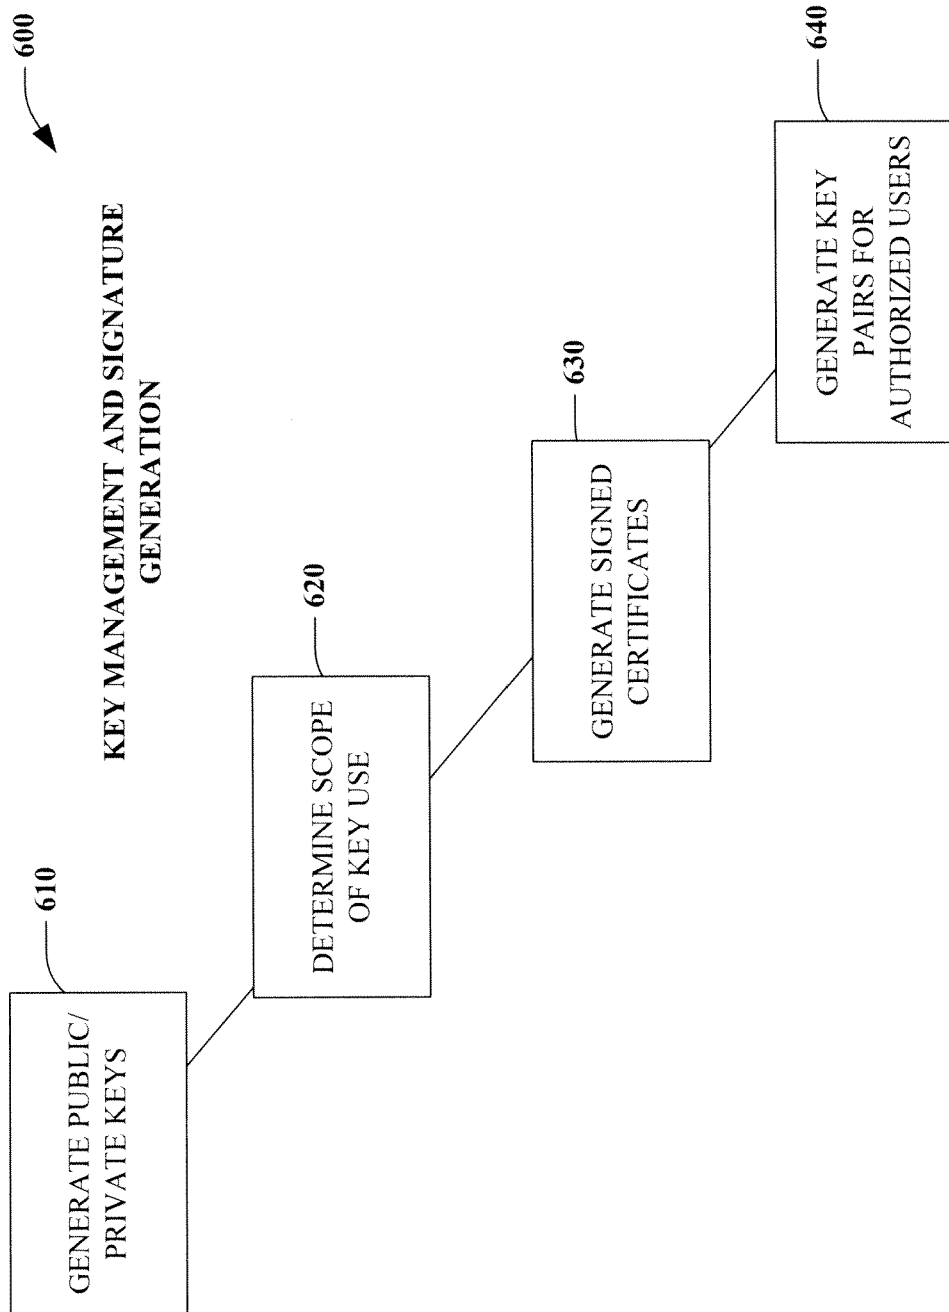 600
KEY MANAGEMENT AND SIGNATURE
GENERATION
610
GENERATE PUBLIC/
PRIVATE KEYS
620
DETERMINE SCOPE
OF KEY USE
630
GENERATE SIGNED
CERTIFICATES
640
GENERATE KEY
PAIRS FOR
AUTHORIZED USERS